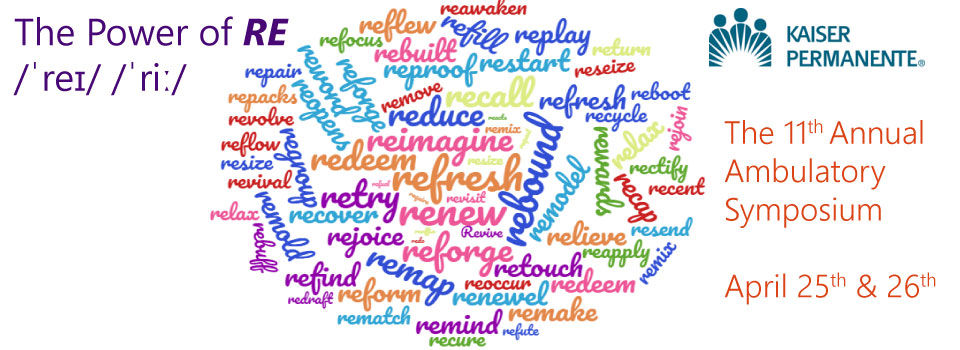 The Power of RE
/ˈreɪ/ /ˈriː/
reawaken
reflew
refill
replay
refocus
rebuilt
return
repair
newond
reforge
reproof
restart
reseize
repacks
reopens
remove
recall
refresh
reboot
revolve
reduce
recycle
rejoin
reflow
regroup
reimagine
remix
rebound
relax
resize
redeem
resize
rewards
rectify
revival
refresh
remodel
recap
recent
retry
revisit
relax
remold
recover
renew
Revive
resend
rebuff
rejoice
reforge
relieve
reapply
remix
refind
remap
retouch
redeem
redraft
reform
reoccur
renewel
rematch
remind
remake
recure
refute
KAISER
PERMANENTE®
The 11th Annual
Ambulatory
Symposium
April 25th & 26th